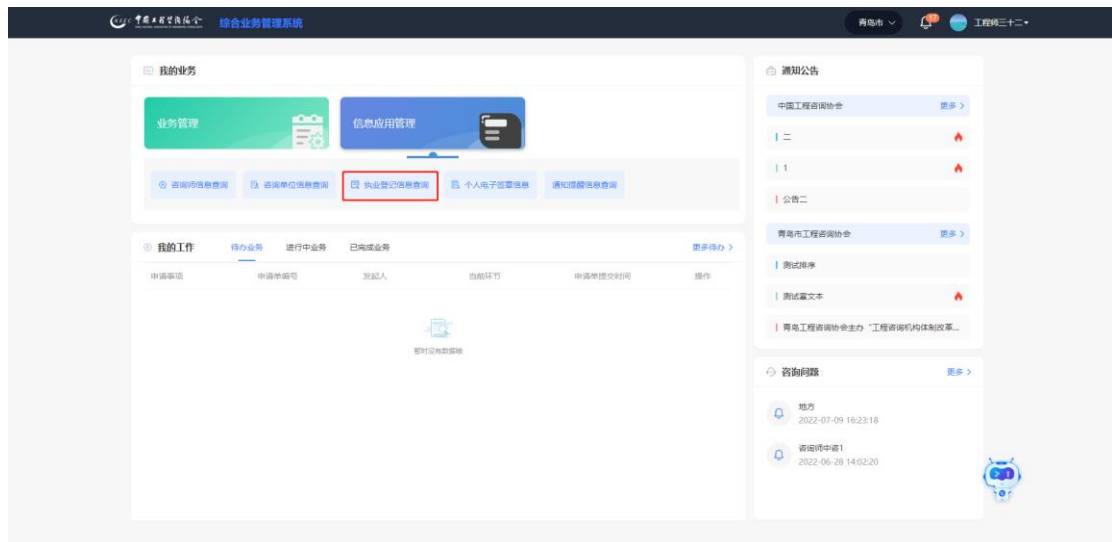 中国工程咨询协会 综合业务管理系统
青岛市
工程师三十二
我的业务
业务管理
信息应用管理
咨询师信息查询
咨询单位信息查询
执业登记信息查询
个人电子签章信息
通知提醒信息查询
我的工作
待办业务
进行中业务
已完成业务
更多待办 >
申请事项
申请单编号
发起人
当前环节
申请单提交时间
操作
暂时没有数据哦
通知公告
中国工程咨询协会
更多 >
二
1
公告二
青岛市工程咨询协会
更多 >
测试排序
测试富文本
青岛工程咨询协会主办“工程咨询机构体制改革...
咨询问题
更多 >
地方
2022-07-09 16:23:18
咨询师中咨1
2022-06-28 14:02:20